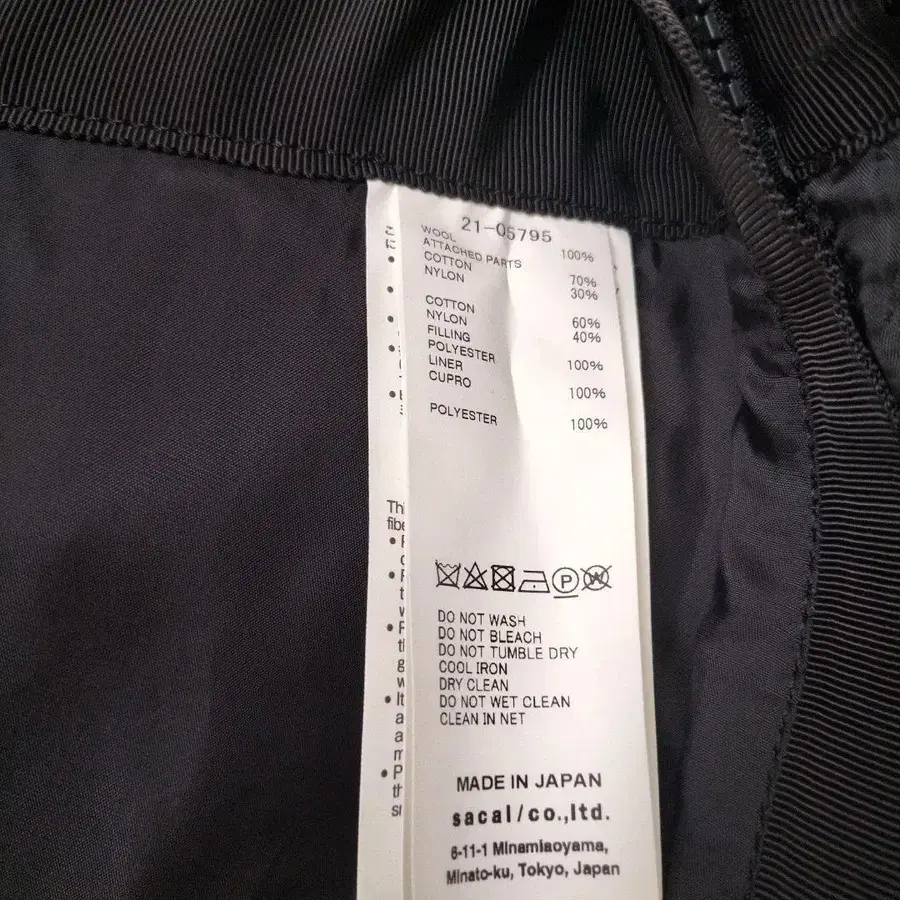 21-05795
WOOL 100%
ATTACHED PARTS
COTTON 70%
NYLON 30%
COTTON 60%
NYLON 40%
FILLING
POLYESTER 100%
LINER
CUPRO 100%
POLYESTER 100%
DO NOT WASH
DO NOT BLEACH
DO NOT TUMBLE DRY
COOL IRON
DRY CLEAN
DO NOT WET CLEAN
CLEAN IN NET
MADE IN JAPAN
sacai/co.,ltd.
6-11-1 Minamiaoyama,
Minato-ku, Tokyo, Japan